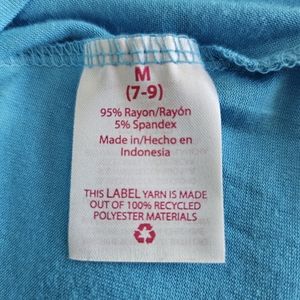 M
(7-9)
95% Rayon/Rayón
5% Spandex
Made in/Hecho en
Indonesia
THIS LABEL YARN IS MADE
OUT OF 100% RECYCLED
POLYESTER MATERIALS